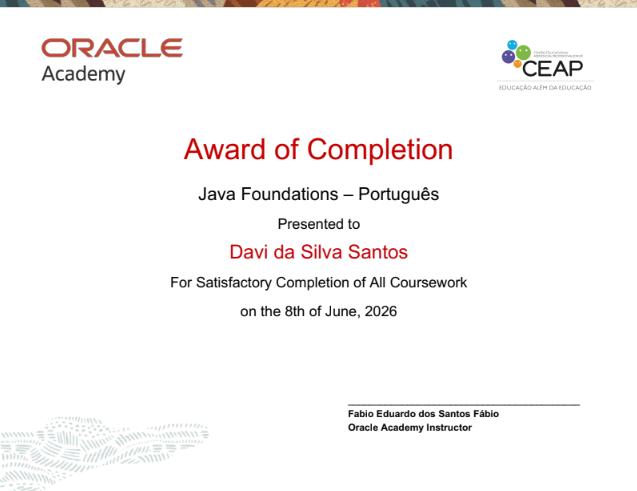 ORACLE
Academy
CEAP
EDUCAÇÃO ALÉM DA EDUCAÇÃO
Award of Completion
Java Foundations – Português
Presented to
Davi da Silva Santos
For Satisfactory Completion of All Coursework
on the 8th of June, 2026
Fabio Eduardo dos Santos Fábio
Oracle Academy Instructor